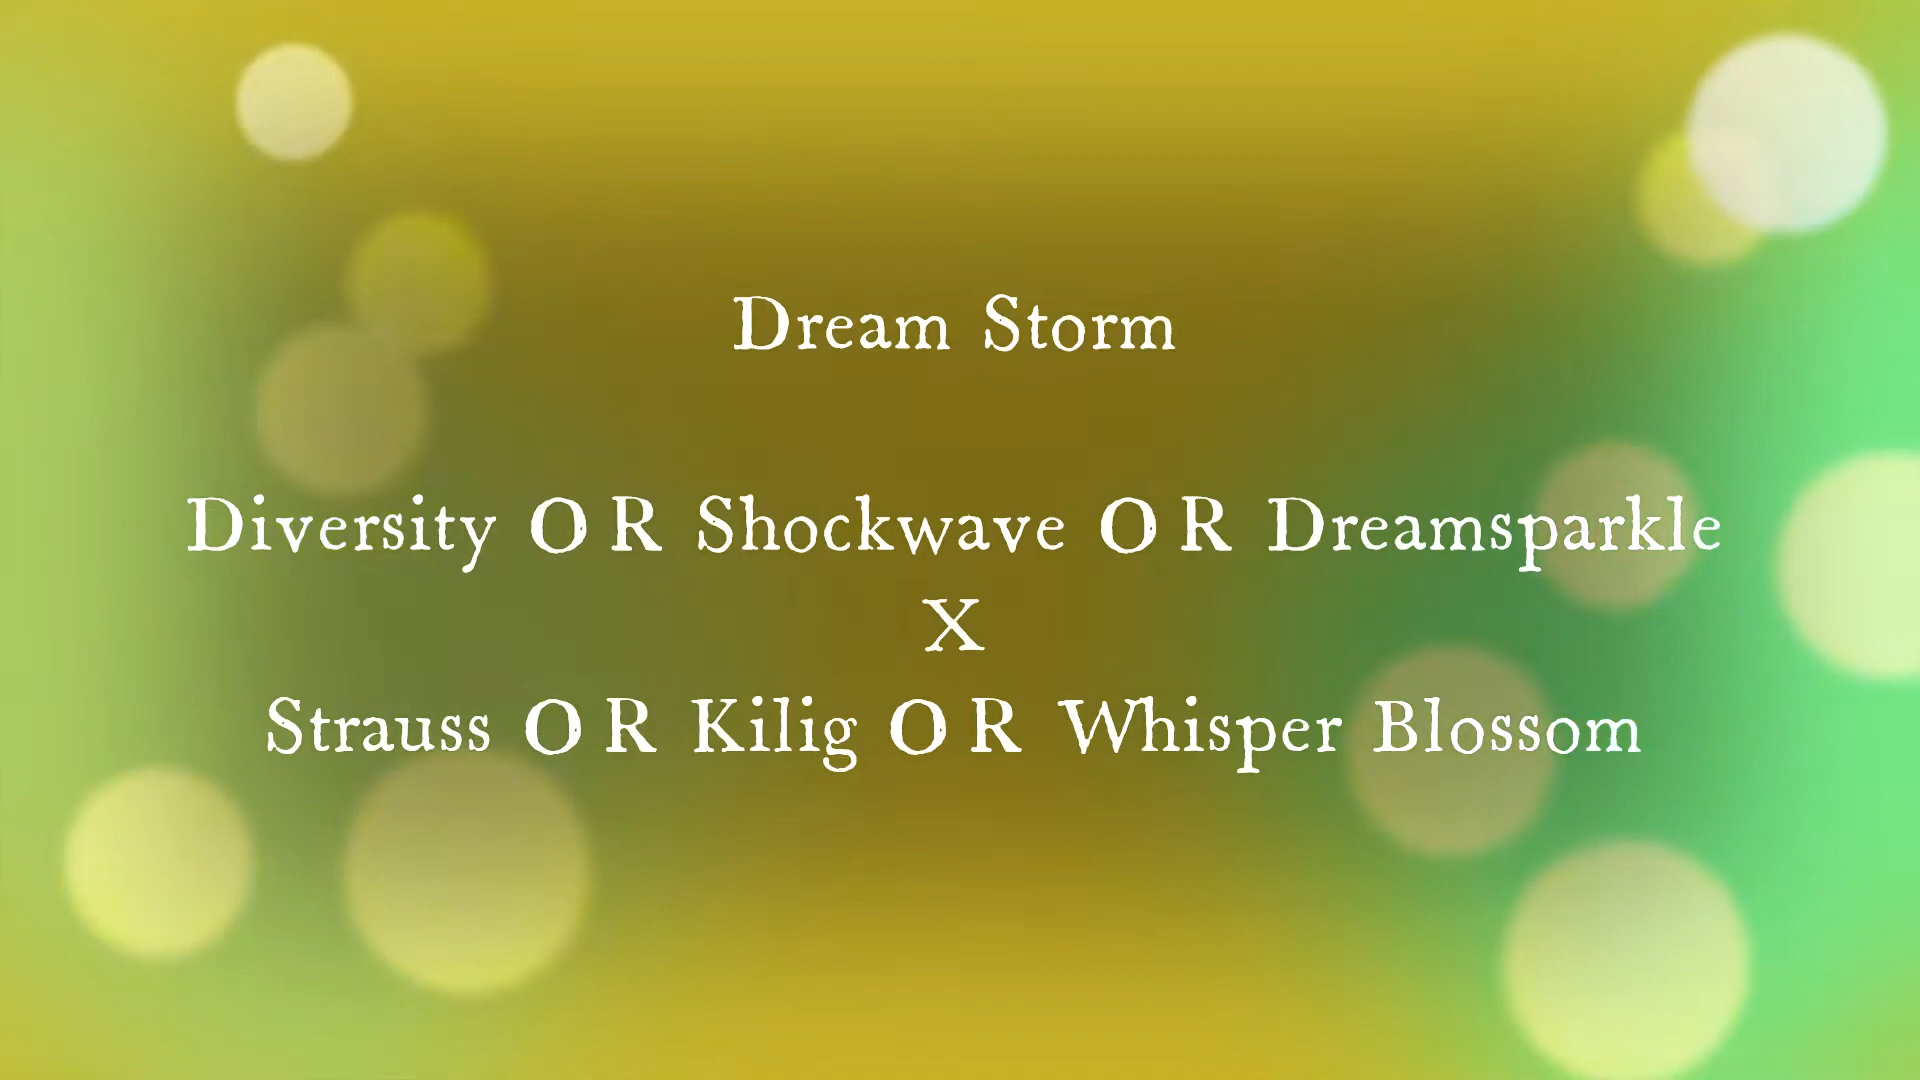 Dream Storm
Diversity OR Shockwave OR Dreamsparkle
X
Strauss OR Kilig OR Whisper Blossom